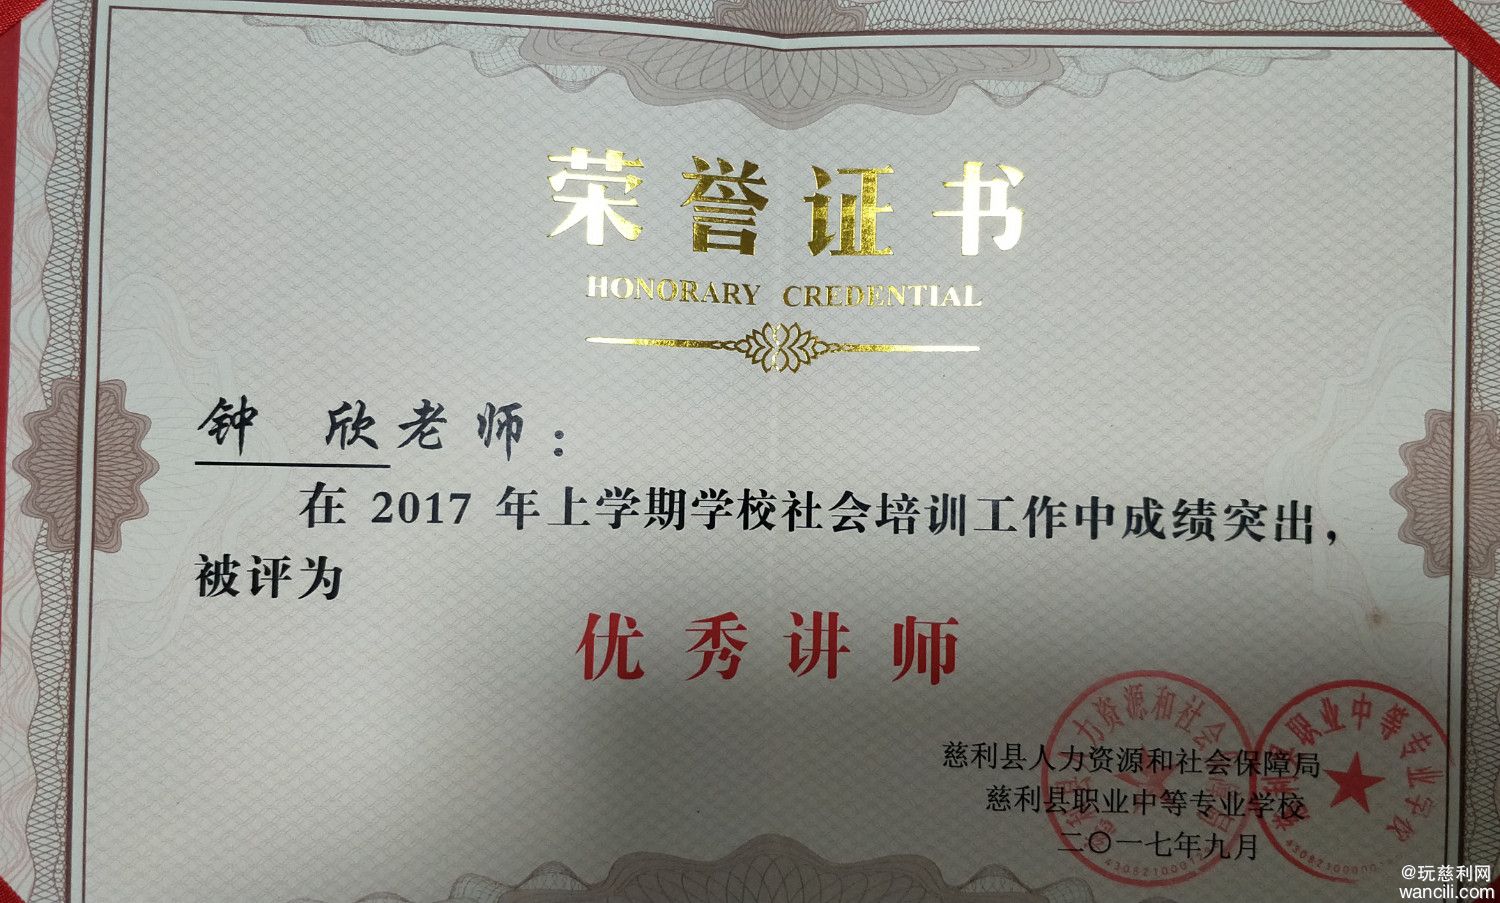 荣誉证书
HONORARY CREDENTIAL
钟 欣老师：
在 2017 年上学期学校社会培训工作中成绩突出，
被评为
优秀讲师
慈利县人力资源和社会保障局
慈利县职业中等专业学校
二〇一七年九月
@玩慈利网
wancili.com